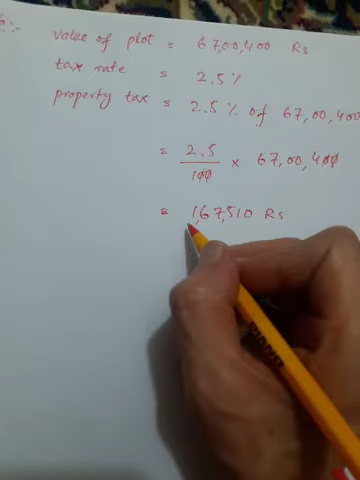 value of plot = 67,00,400 Rs
tax rate = 2.5%
property tax = 2.5% of 67,00,400
= 2.5/100 x 67,00,400
= 1,67,510 Rs
PIANO